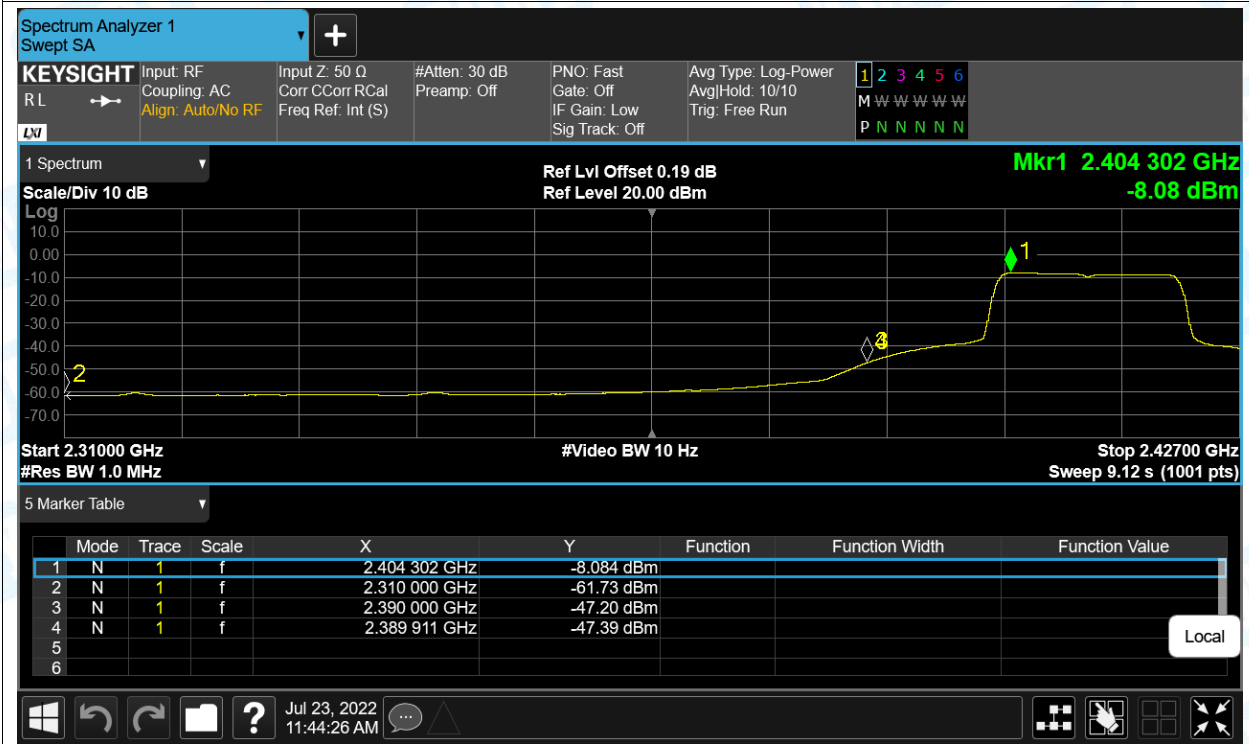 Spectrum Analyzer 1
Swept SA
+
KEYSIGHT
R L
LXI
Input: RF
Coupling: AC
Align: Auto/No RF
Input Z: 50 Ω
Corr CCorr RCal
Freq Ref: Int (S)
#Atten: 30 dB
Preamp: Off
PNO: Fast
Gate: Off
IF Gain: Low
Sig Track: Off
Avg Type: Log-Power
Avg|Hold: 10/10
Trig: Free Run
1 2 3 4 5 6
M W W W W W
P N N N N N
1 Spectrum
Scale/Div 10 dB
Ref Lvl Offset 0.19 dB
Ref Level 20.00 dBm
Mkr1 2.404 302 GHz
-8.08 dBm
Log
10.0
0.00
-10.0
-20.0
-30.0
-40.0
-50.0
-60.0
-70.0
1
2
Start 2.31000 GHz
#Res BW 1.0 MHz
#Video BW 10 Hz
Stop 2.42700 GHz
Sweep 9.12 s (1001 pts)
5 Marker Table
Mode Trace Scale X Y Function Function Width Function Value
1 N 1 f 2.404 302 GHz -8.084 dBm
2 N 1 f 2.310 000 GHz -61.73 dBm
3 N 1 f 2.390 000 GHz -47.20 dBm
4 N 1 f 2.389 911 GHz -47.39 dBm
5
6
Local
?
Jul 23, 2022
11:44:26 AM